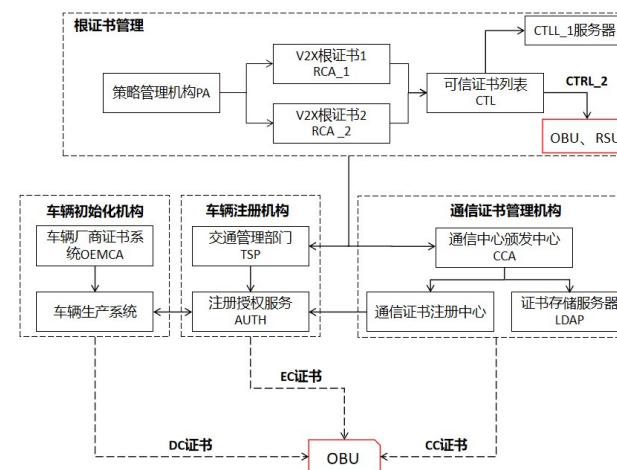 根证书管理
V2X根证书1
RCA_1
CTLL_1服务器
策略管理机构PA
可信证书列表
CTL
CTRL_2
V2X根证书2
RCA _2
OBU、RSU
车辆初始化机构
车辆注册机构
通信证书管理机构
车辆厂商证书系
统OEMCA
交通管理部门
TSP
通信中心颁发中心
CCA
车辆生产系统
注册授权服务
AUTH
通信证书注册中心
证书存储服务器
LDAP
EC证书
DC证书
CC证书
OBU